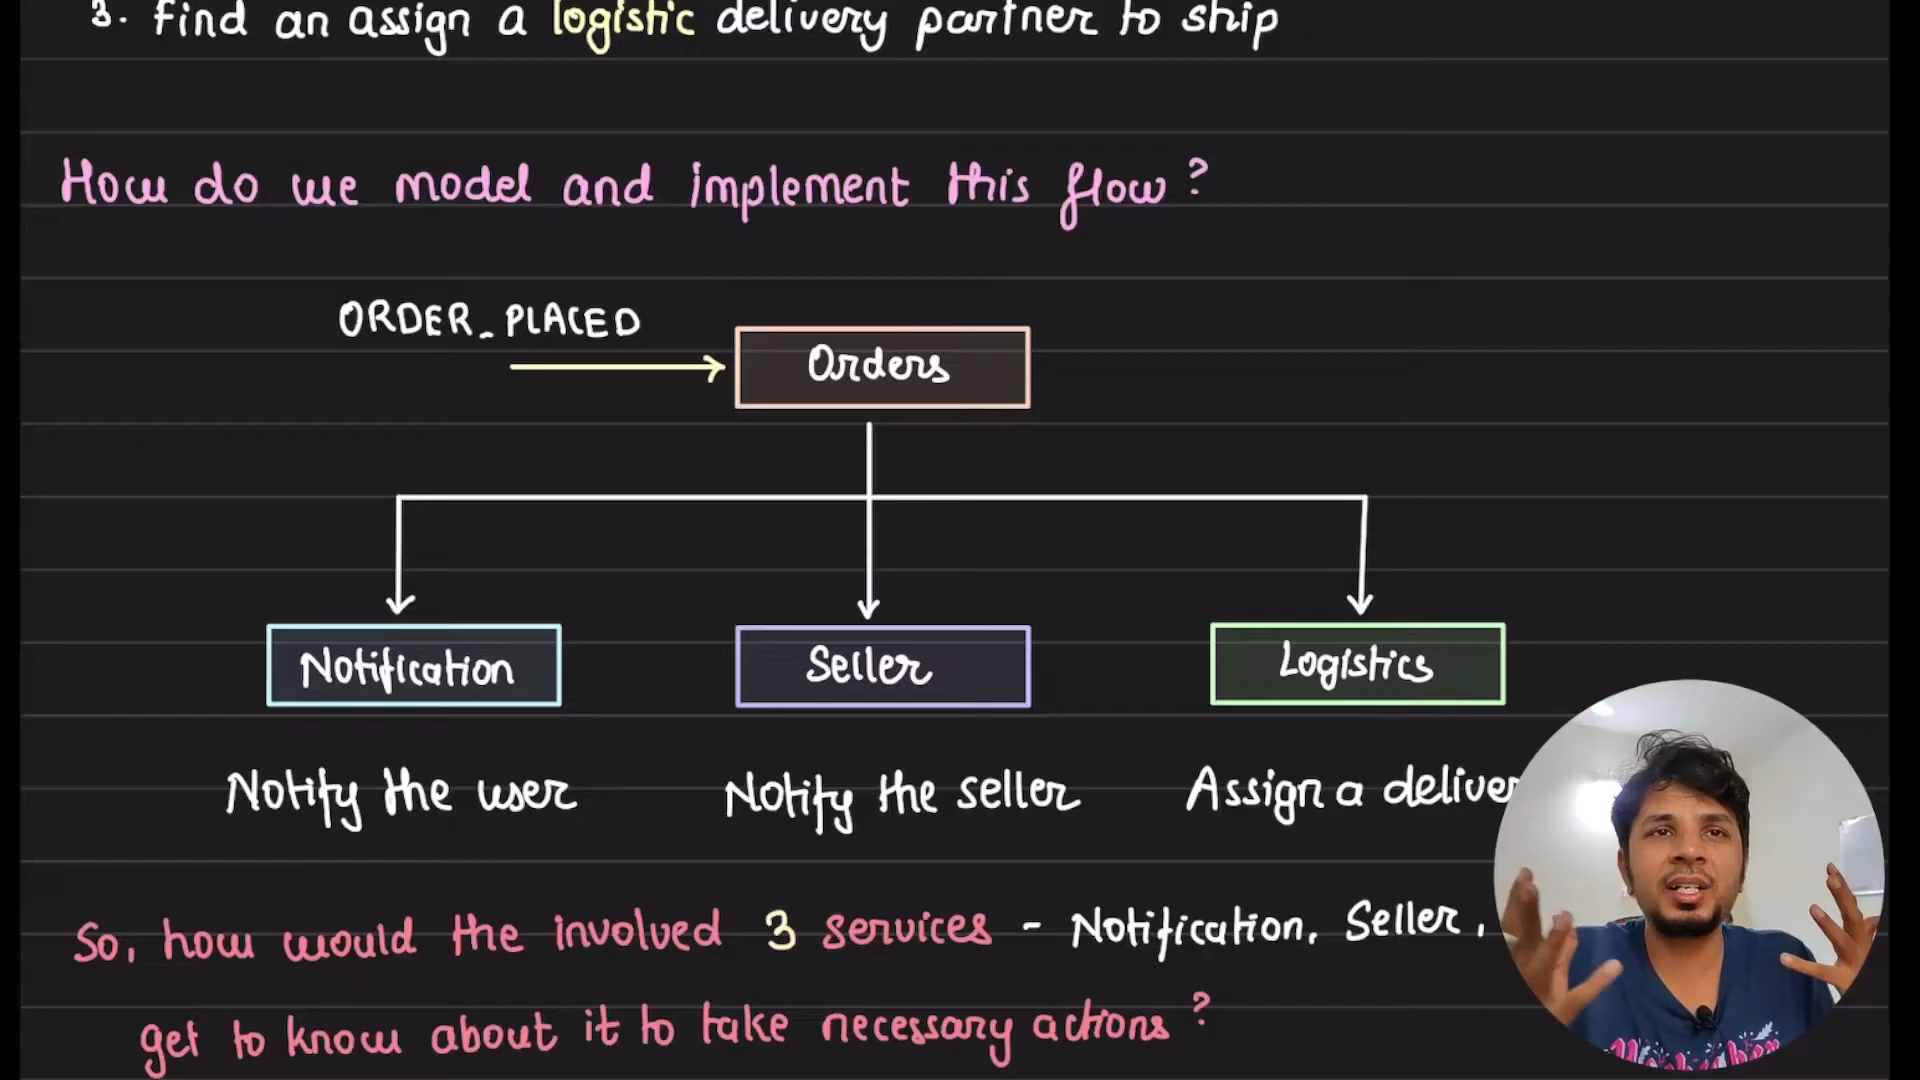 3. Find an assign a logistic delivery partner to ship
How do we model and implement this flow?
ORDER_PLACED
Orders
Notification Seller Logistics
Notify the user Notify the seller Assign a
So, how would the involved 3 services - Notification, Seller,
get to know about it to take necessary actions?